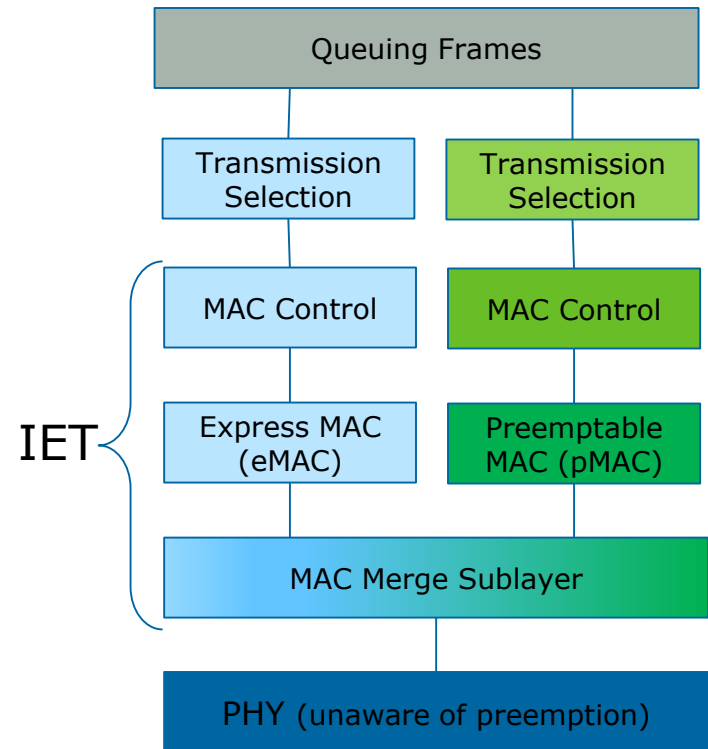 Queuing Frames
Transmission
Selection
Transmission
Selection
MAC Control
MAC Control
IET
Express MAC
(eMAC)
Preemptable
MAC (pMAC)
MAC Merge Sublayer
PHY (unaware of preemption)